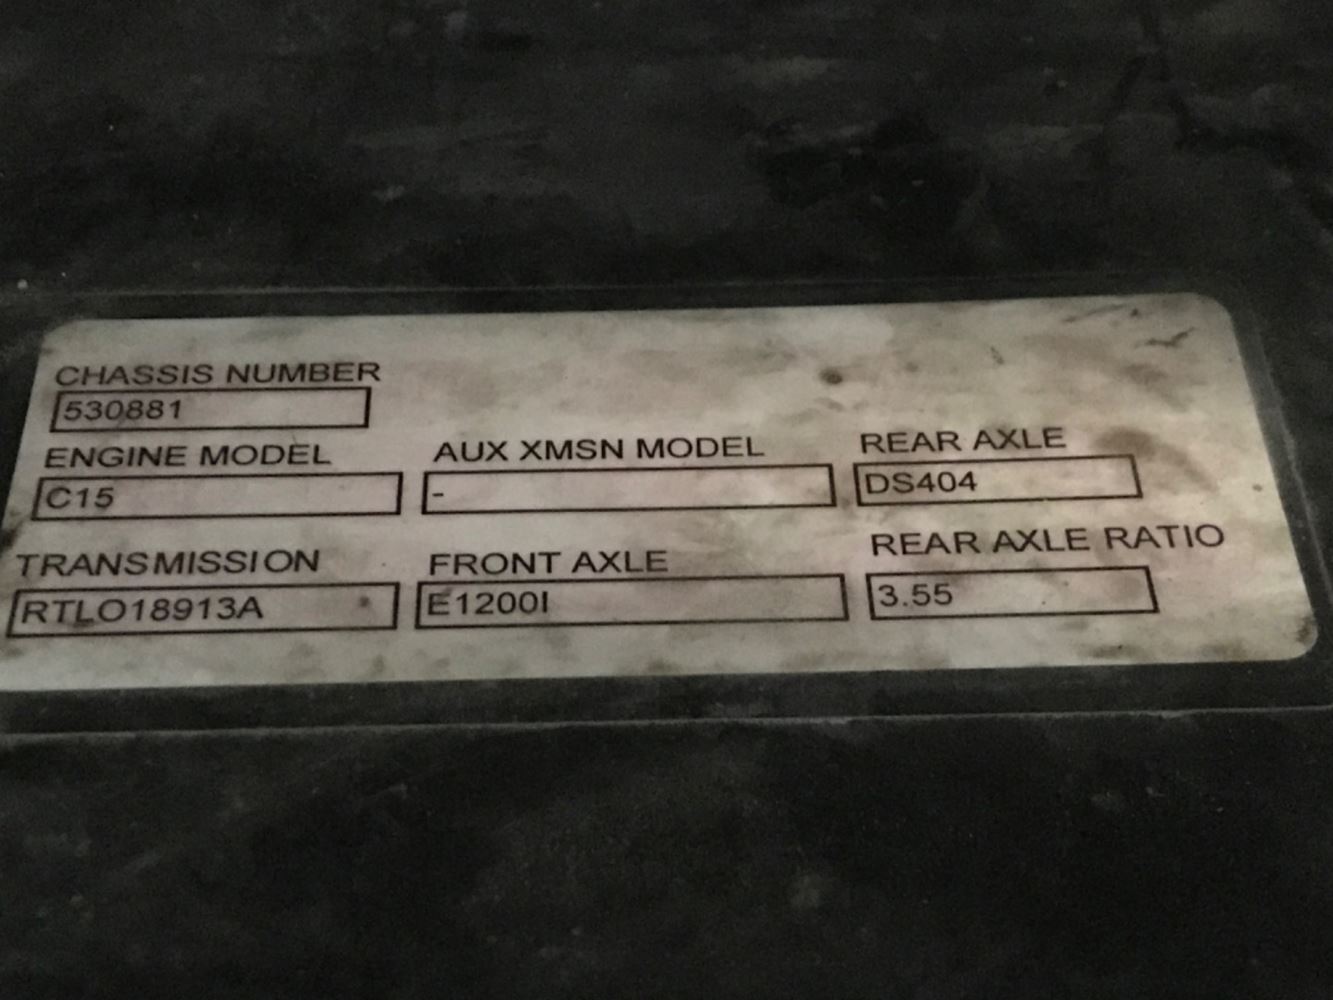 CHASSIS NUMBER
530881
ENGINE MODEL AUX XMSN MODEL REAR AXLE
C15 - DS404
TRANSMISSION FRONT AXLE REAR AXLE RATIO
RTLO18913A E1200I 3.55